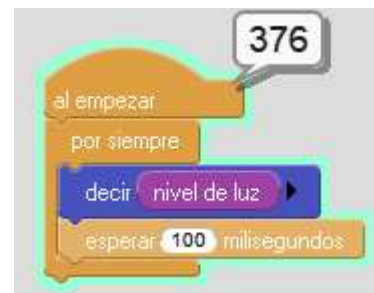 376
al empezar
por siempre
decir nivel de luz
esperar 100 milisegundos